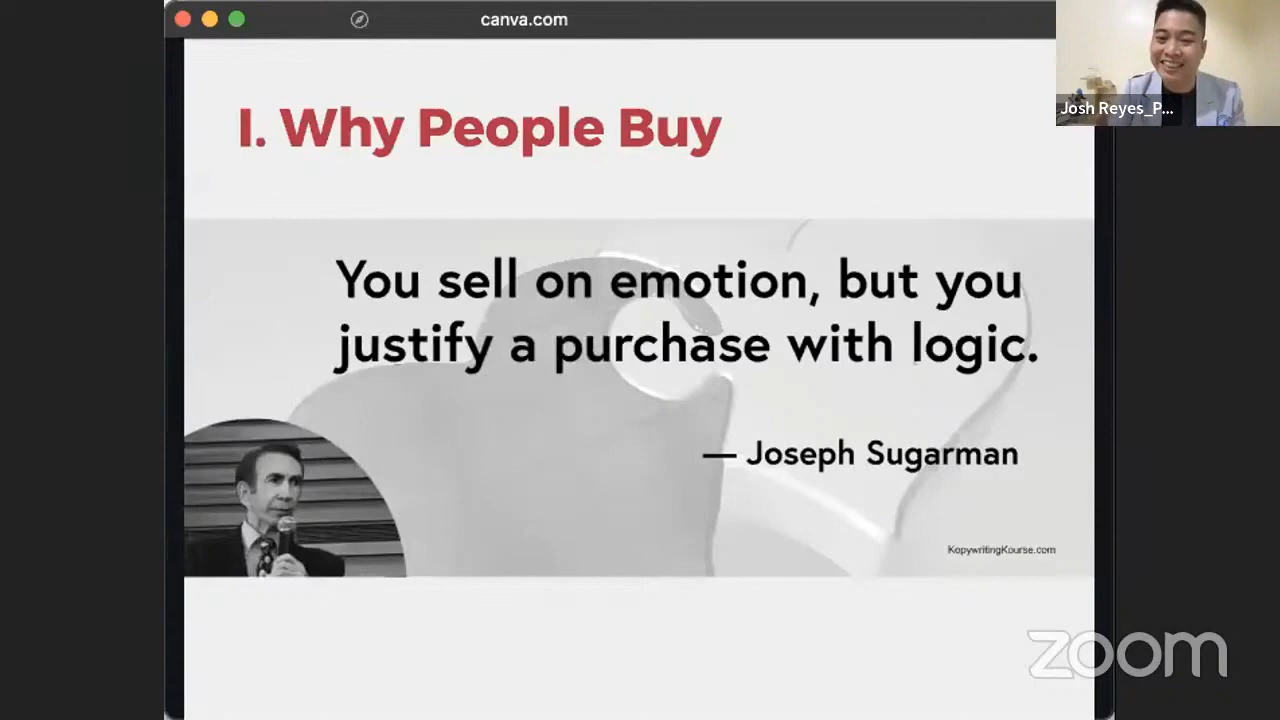 canva.com
Josh Reyes_P...
I. Why People Buy
You sell on emotion, but you
justify a purchase with logic.
— Joseph Sugarman
KopywritingKourse.com
zoom